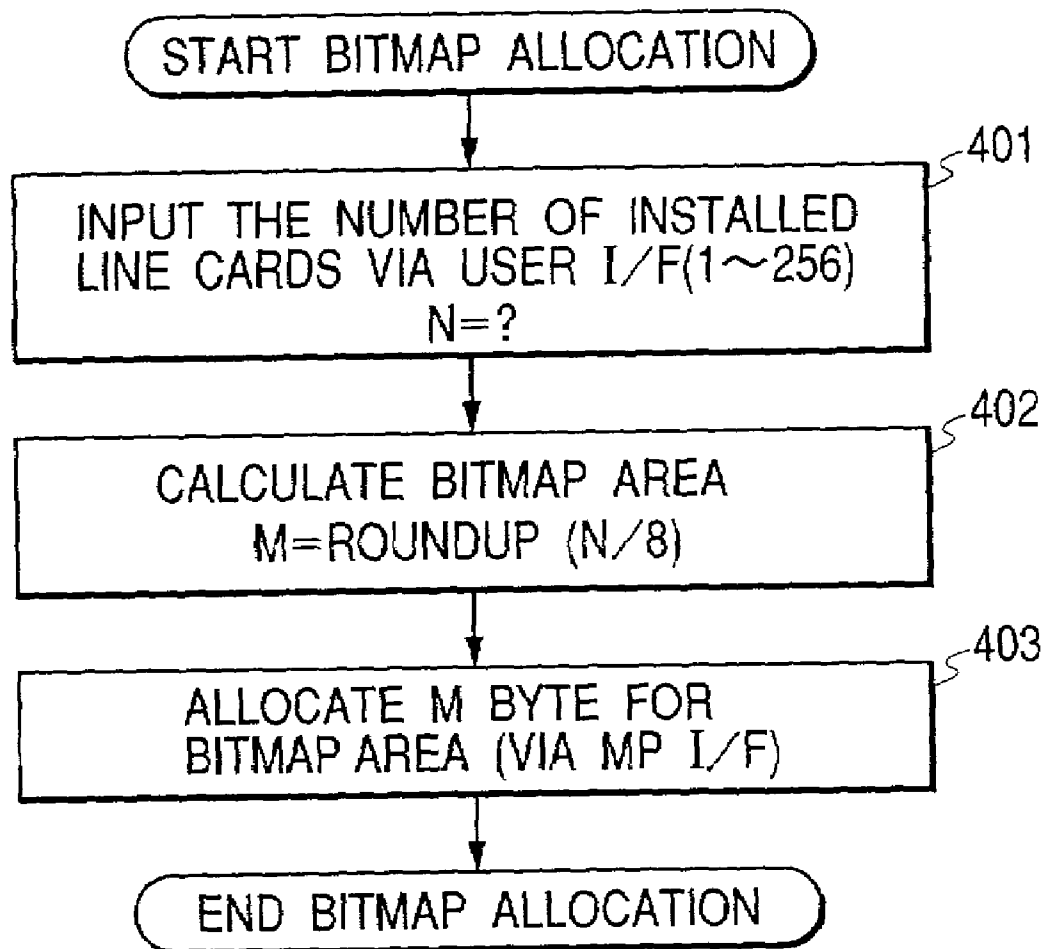 START BITMAP ALLOCATION
401
INPUT THE NUMBER OF INSTALLED
LINE CARDS VIA USER I/F(1~256)
N=?
402
CALCULATE BITMAP AREA
M=ROUNDUP (N/8)
403
ALLOCATE M BYTE FOR
BITMAP AREA (VIA MP I/F)
END BITMAP ALLOCATION